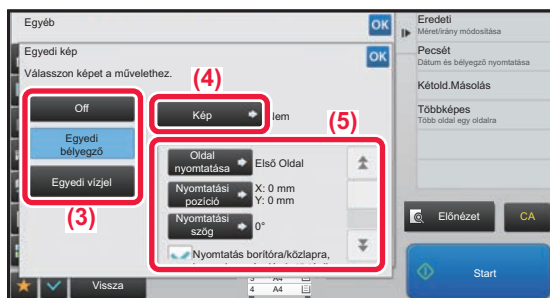 Egyéb
OK
Egyedi kép
OK
Válasszon képet a művelethez.
(4)
Off
Egyedi
bélyegző
Egyedi vizjel
(3)
Kép
lem
(5)
Oldal
nyomtatása
Első Oldal
Nyomtatási
pozíció
X: 0 mm
Y: 0 mm
Nyomtatási
szög
0°
Nyomtatás borítóra/közlapra,
Vissza
A4
4 A4
Eredeti
Méret/irány módosítása
Pecsét
Dátum és bélyegző nyomtatása
Kétold.Másolás
Többképes
Több oldal egy oldalra
Előnézet
CA
Start